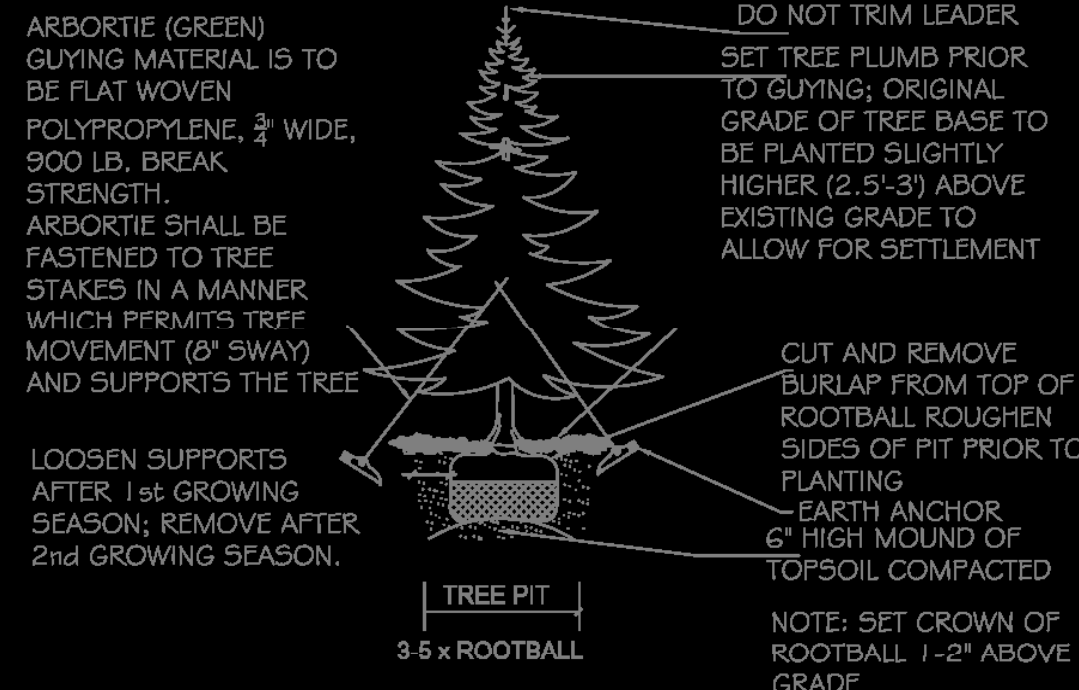 ARBORTIE (GREEN)
GUYING MATERIAL IS TO
BE FLAT WOVEN
POLYPROPYLENE, 3/4" WIDE,
900 LB. BREAK
STRENGTH.
ARBORTIE SHALL BE
FASTENED TO TREE
STAKES IN A MANNER
WHICH PERMITS TREE
MOVEMENT (8" SWAY)
AND SUPPORTS THE TREE
LOOSEN SUPPORTS
AFTER 1st GROWING
SEASON; REMOVE AFTER
2nd GROWING SEASON.
DO NOT TRIM LEADER
SET TREE PLUMB PRIOR
TO GUYING; ORIGINAL
GRADE OF TREE BASE TO
BE PLANTED SLIGHTLY
HIGHER (2.5'-3') ABOVE
EXISTING GRADE TO
ALLOW FOR SETTLEMENT
CUT AND REMOVE
BURLAP FROM TOP OF
ROOTBALL ROUGHEN
SIDES OF PIT PRIOR TO
PLANTING
EARTH ANCHOR
6" HIGH MOUND OF
TOPSOIL COMPACTED
NOTE: SET CROWN OF
ROOTBALL 1-2" ABOVE
GRADE
TREE PIT
3-5 x ROOTBALL